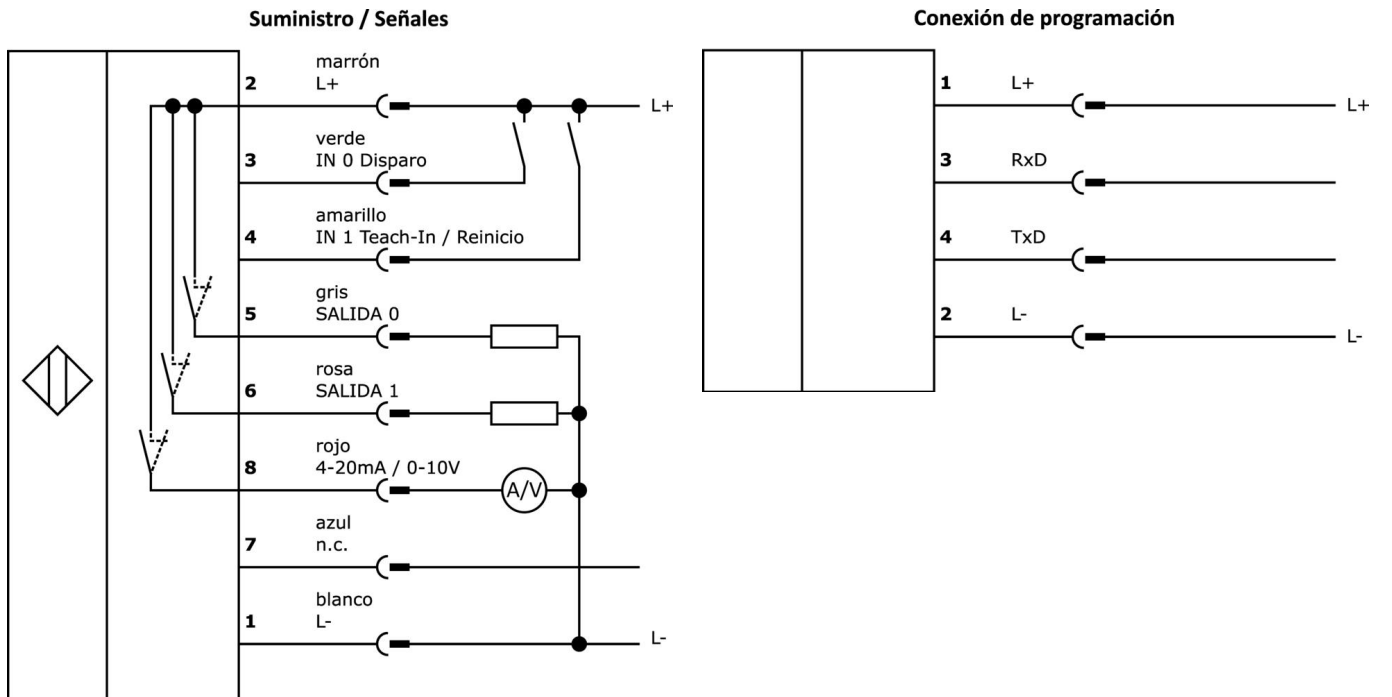 Suministro / Señales
marrón
2 L+
L+
verde
3 IN 0 Disparo
amarillo
4 IN 1 Teach-In / Reinicio
gris
5 SALIDA 0
rosa
6 SALIDA 1
rojo
8 4-20mA / 0-10V
A/V
azul
7 n.c.
blanco
1 L-
L-
Conexión de programación
1 L+
L+
3 RxD
4 TxD
2 L-
L-